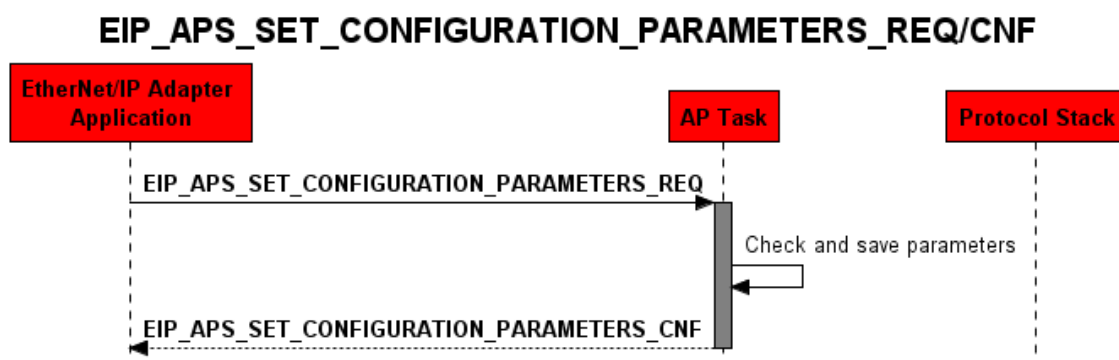 EIP_APS_SET_CONFIGURATION_PARAMETERS_REQ/CNF
EtherNet/IP Adapter
Application
AP Task
Protocol Stack
EIP_APS_SET_CONFIGURATION_PARAMETERS_REQ
Check and save parameters
EIP_APS_SET_CONFIGURATION_PARAMETERS_CNF